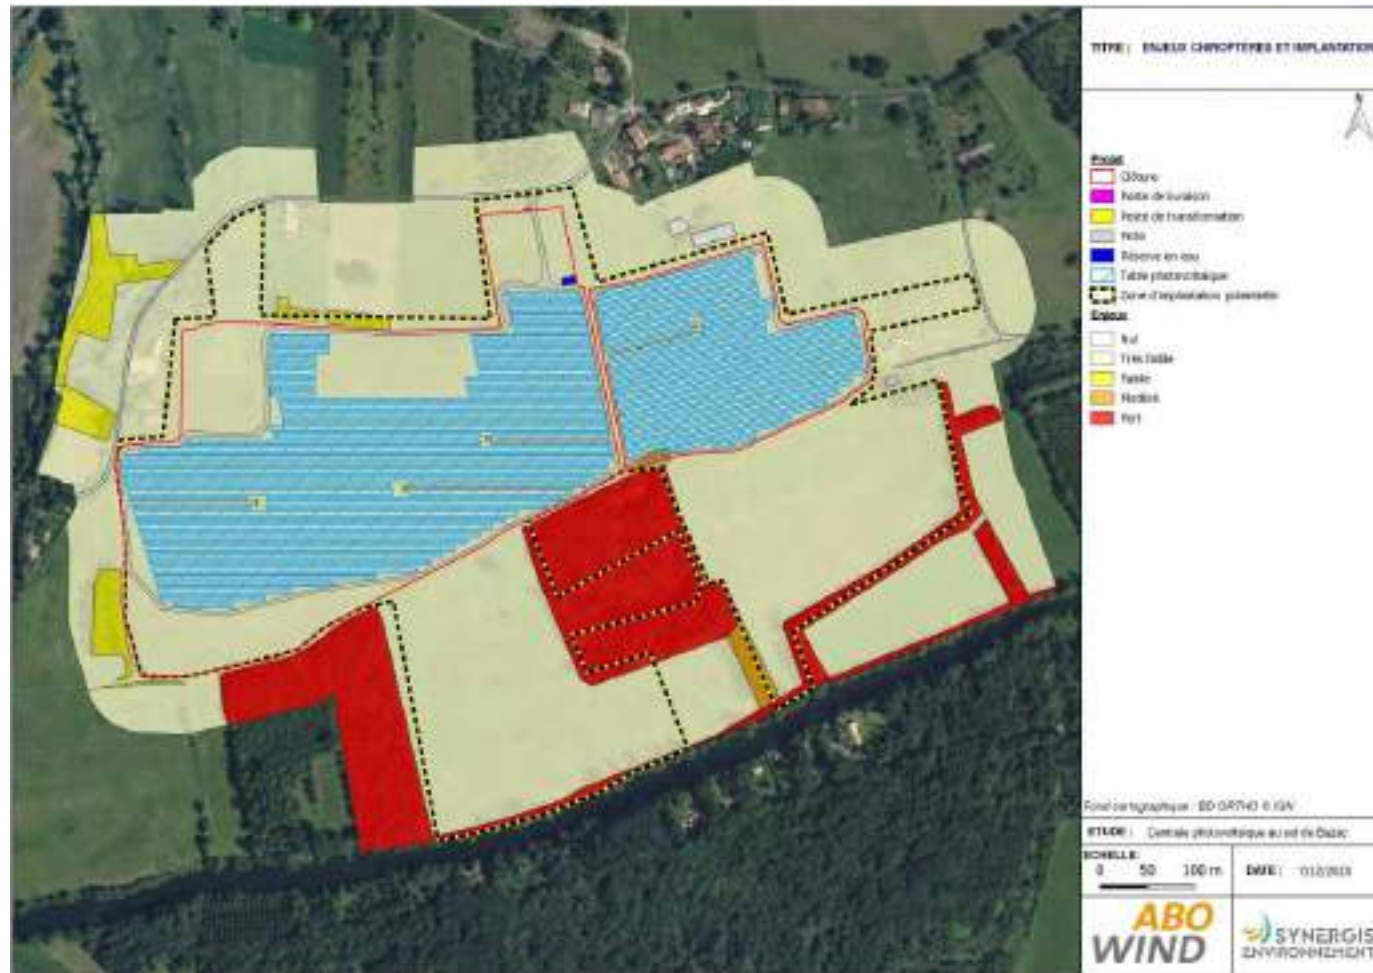 TITRE : ENJEUX CHIROPTÈRES ET IMPLANTATION
N
Projet
Clôture
Poste de livraison
Poste de transformation
Piste
Réserve en eau
Table photovoltaïque
Zone d'implantation potentielle
Enjeux
Nul
Très faible
Faible
Modéré
Fort
Fond cartographique : BD ORTHO © IGN
ETUDE : Centrale photovoltaïque au sol de Bazac
ECHELLE
0 50 100 m
DATE :
ABO
WIND
SYNERGIS
ENVIRONNEMENT